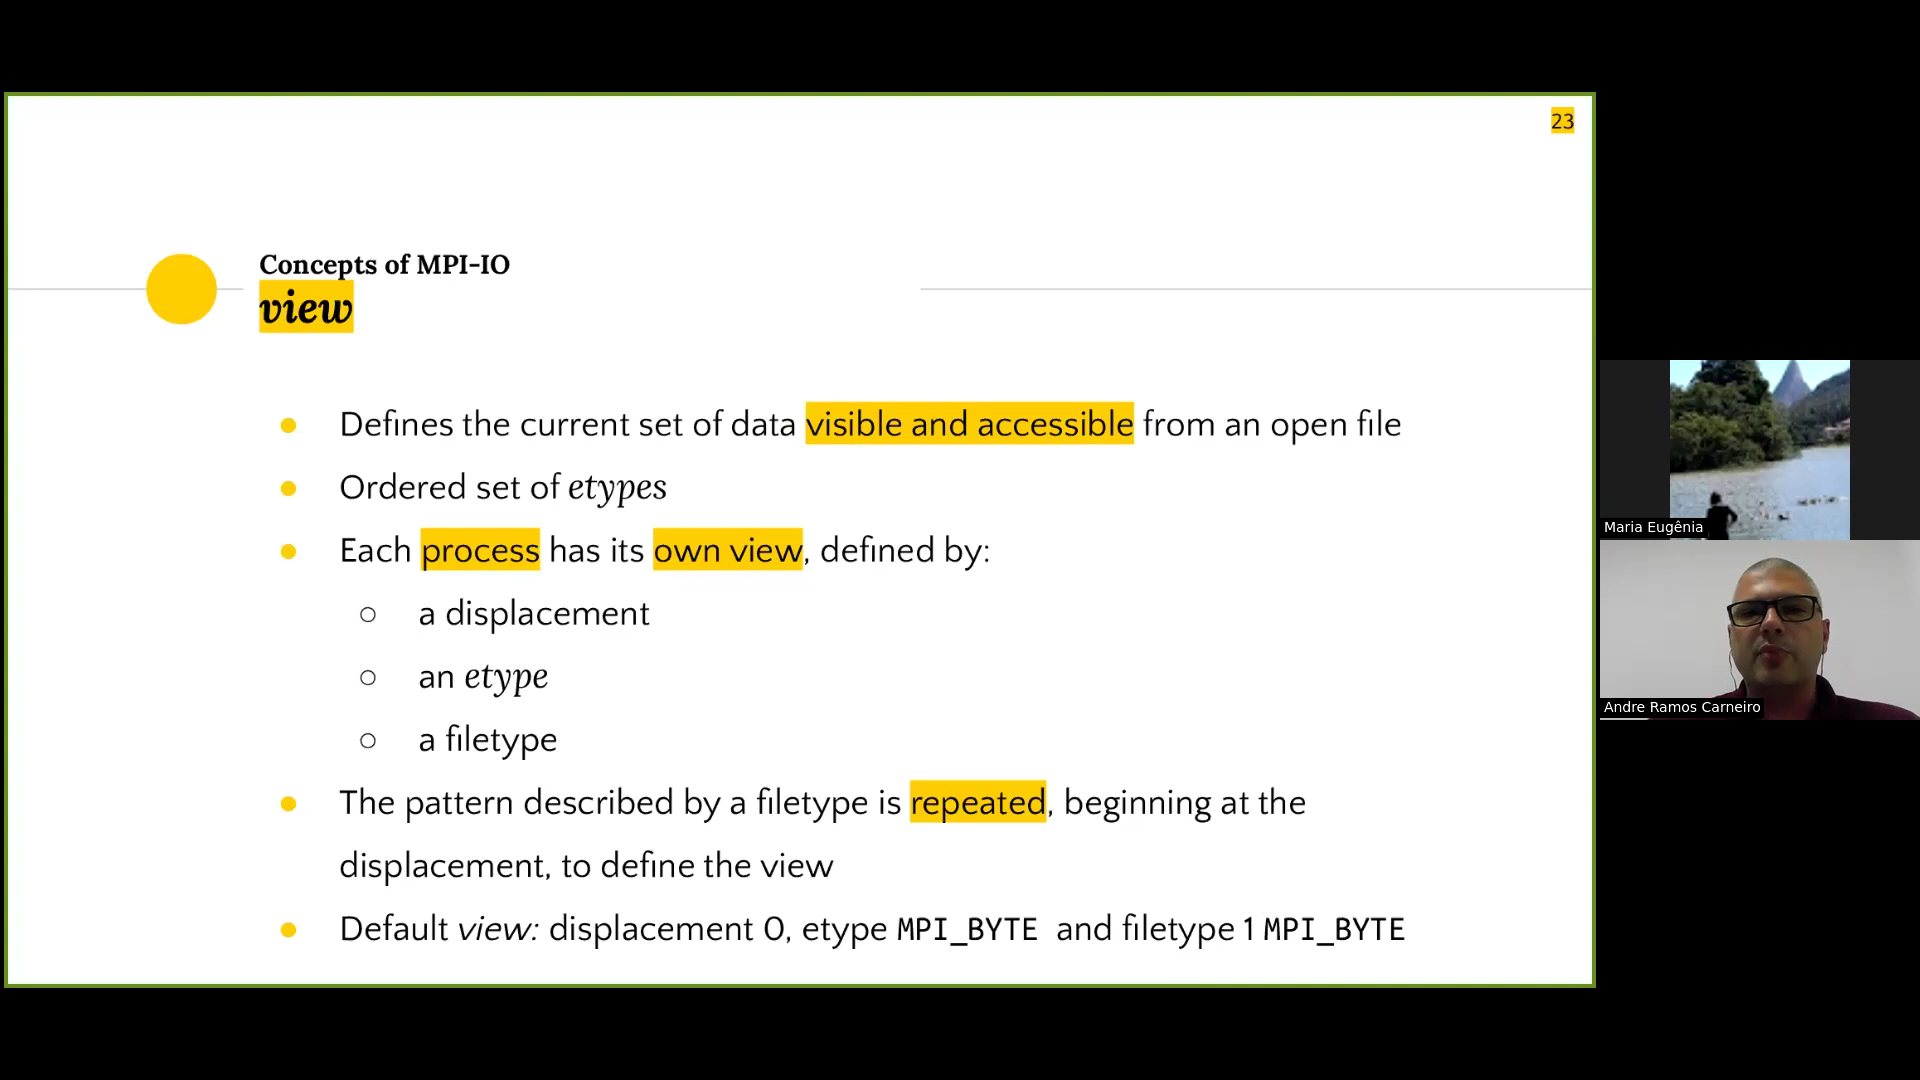 23
Concepts of MPI-IO
view
● Defines the current set of data visible and accessible from an open file
● Ordered set of etypes
● Each process has its own view, defined by:
○ a displacement
○ an etype
○ a filetype
● The pattern described by a filetype is repeated, beginning at the
displacement, to define the view
● Default view: displacement 0, etype MPI_BYTE and filetype 1 MPI_BYTE
Maria Eugênia
Andre Ramos Carneiro